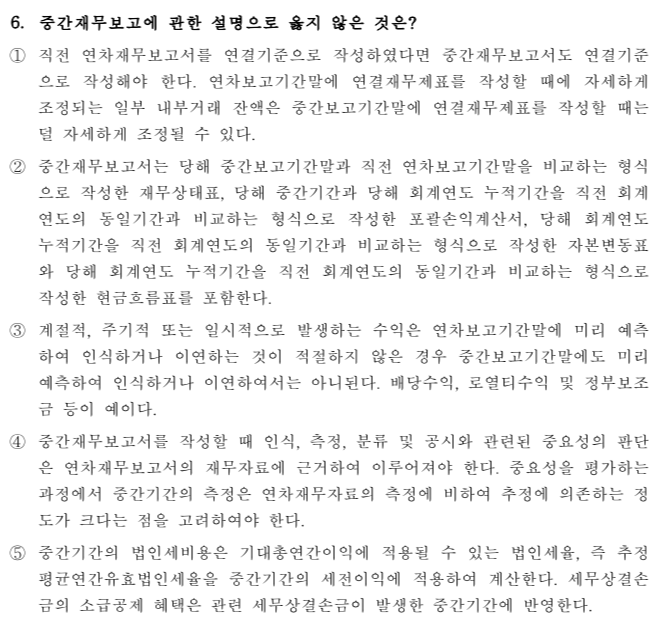 6. 중간재무보고에 관한 설명으로 옳지 않은 것은?
① 직전 연차재무보고서를 연결기준으로 작성하였다면 중간재무보고서도 연결기준
으로 작성해야 한다. 연차보고기간말에 연결재무제표를 작성할 때에 자세하게
조정되는 일부 내부거래 잔액은 중간보고기간말에 연결재무제표를 작성할 때는
덜 자세하게 조정될 수 있다.
② 중간재무보고서는 당해 중간보고기간말과 직전 연차보고기간말을 비교하는 형식
으로 작성한 재무상태표, 당해 중간기간과 당해 회계연도 누적기간을 직전 회계
연도의 동일기간과 비교하는 형식으로 작성한 포괄손익계산서, 당해 회계연도
누적기간을 직전 회계연도의 동일기간과 비교하는 형식으로 작성한 자본변동표
와 당해 회계연도 누적기간을 직전 회계연도의 동일기간과 비교하는 형식으로
작성한 현금흐름표를 포함한다.
③ 계절적, 주기적 또는 일시적으로 발생하는 수익은 연차보고기간말에 미리 예측
하여 인식하거나 이연하는 것이 적절하지 않은 경우 중간보고기간말에도 미리
예측하여 인식하거나 이연하여서는 아니된다. 배당수익, 로열티수익 및 정부보조
금 등이 예이다.
④ 중간재무보고서를 작성할 때 인식, 측정, 분류 및 공시와 관련된 중요성의 판단
은 연차재무보고서의 재무자료에 근거하여 이루어져야 한다. 중요성을 평가하는
과정에서 중간기간의 측정은 연차재무자료의 측정에 비하여 추정에 의존하는 정
도가 크다는 점을 고려하여야 한다.
⑤ 중간기간의 법인세비용은 기대총연간이익에 적용될 수 있는 법인세율, 즉 추정
평균연간유효법인세율을 중간기간의 세전이익에 적용하여 계산한다. 세무상결손
금의 소급공제 혜택은 관련 세무상결손금이 발생한 중간기간에 반영한다.